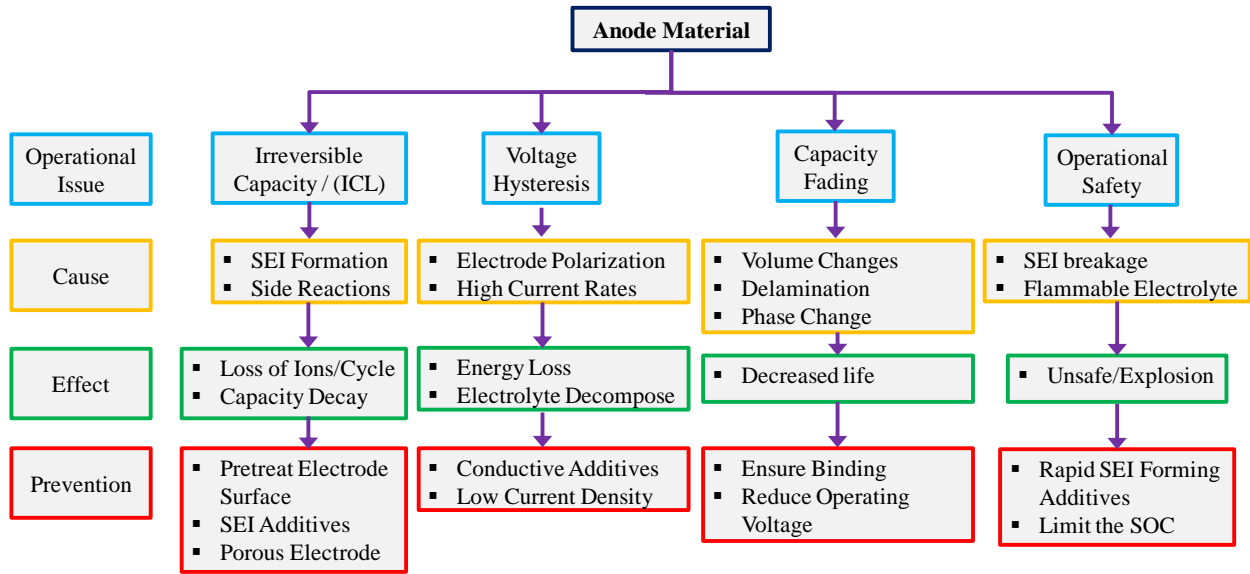 Anode Material
Operational
Issue
Irreversible
Capacity / (ICL)
Voltage
Hysteresis
Capacity
Fading
Operational
Safety
Cause
▪ SEI Formation
▪ Side Reactions
▪ Electrode Polarization
▪ High Current Rates
▪ Volume Changes
▪ Delamination
▪ Phase Change
▪ SEI breakage
▪ Flammable Electrolyte
Effect
▪ Loss of Ions/Cycle
▪ Capacity Decay
▪ Energy Loss
▪ Electrolyte Decompose
▪ Decreased life
▪ Unsafe/Explosion
Prevention
▪ Pretreat Electrode
Surface
▪ SEI Additives
▪ Porous Electrode
▪ Conductive Additives
▪ Low Current Density
▪ Ensure Binding
▪ Reduce Operating
Voltage
▪ Rapid SEI Forming
Additives
▪ Limit the SOC